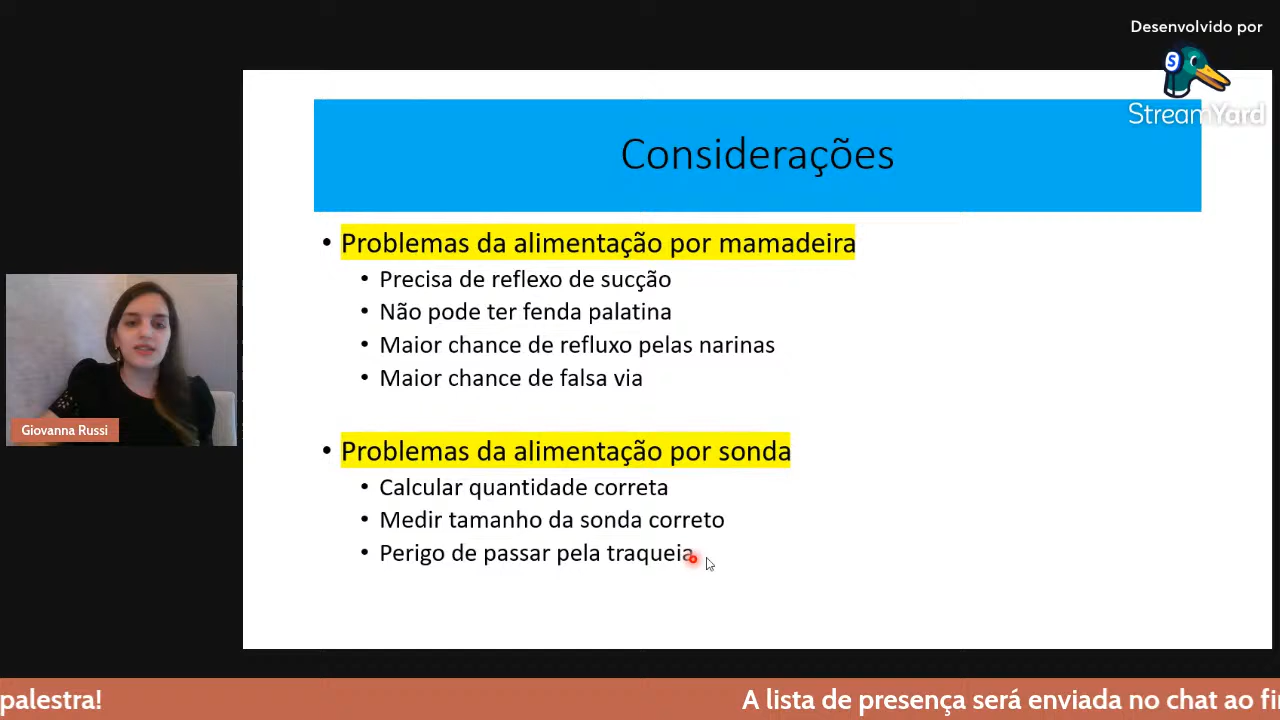 Desenvolvido por
StreamYard
Considerações
• Problemas da alimentação por mamadeira
• Precisa de reflexo de sucção
• Não pode ter fenda palatina
• Maior chance de refluxo pelas narinas
• Maior chance de falsa via
Giovanna Russi
• Problemas da alimentação por sonda
• Calcular quantidade correta
• Medir tamanho da sonda correto
• Perigo de passar pela traqueia
palestra!
A lista de presença será enviada no chat ao fi